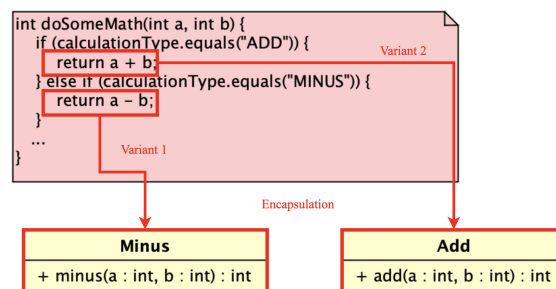 int doSomeMath(int a, int b) {
if (calculationType.equals("ADD")) {
return a + b;
} else if (calculationType.equals("MINUS")) {
return a - b;
}
...
}
Variant 2
Variant 1
Encapsulation
Minus
+ minus(a : int, b : int) : int
Add
+ add(a : int, b : int) : int